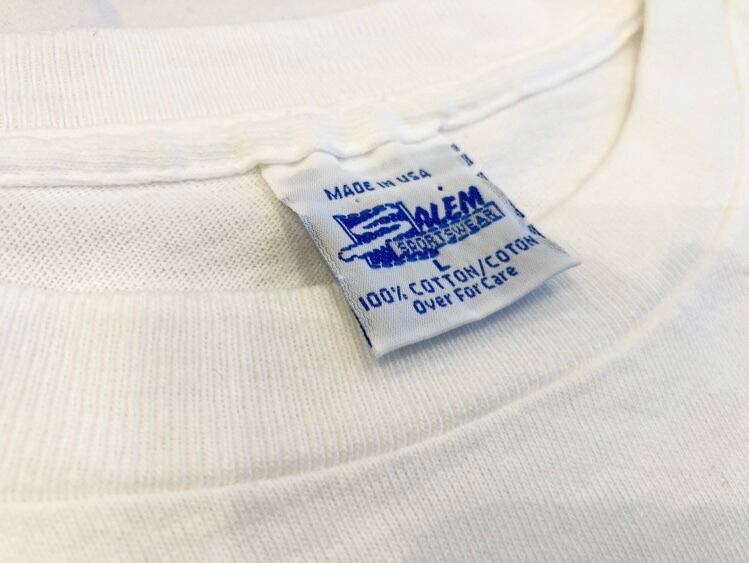 MADE IN USA
SALEM
SPORTSWEAR
L
100% COTTON/COTON
Over For Care